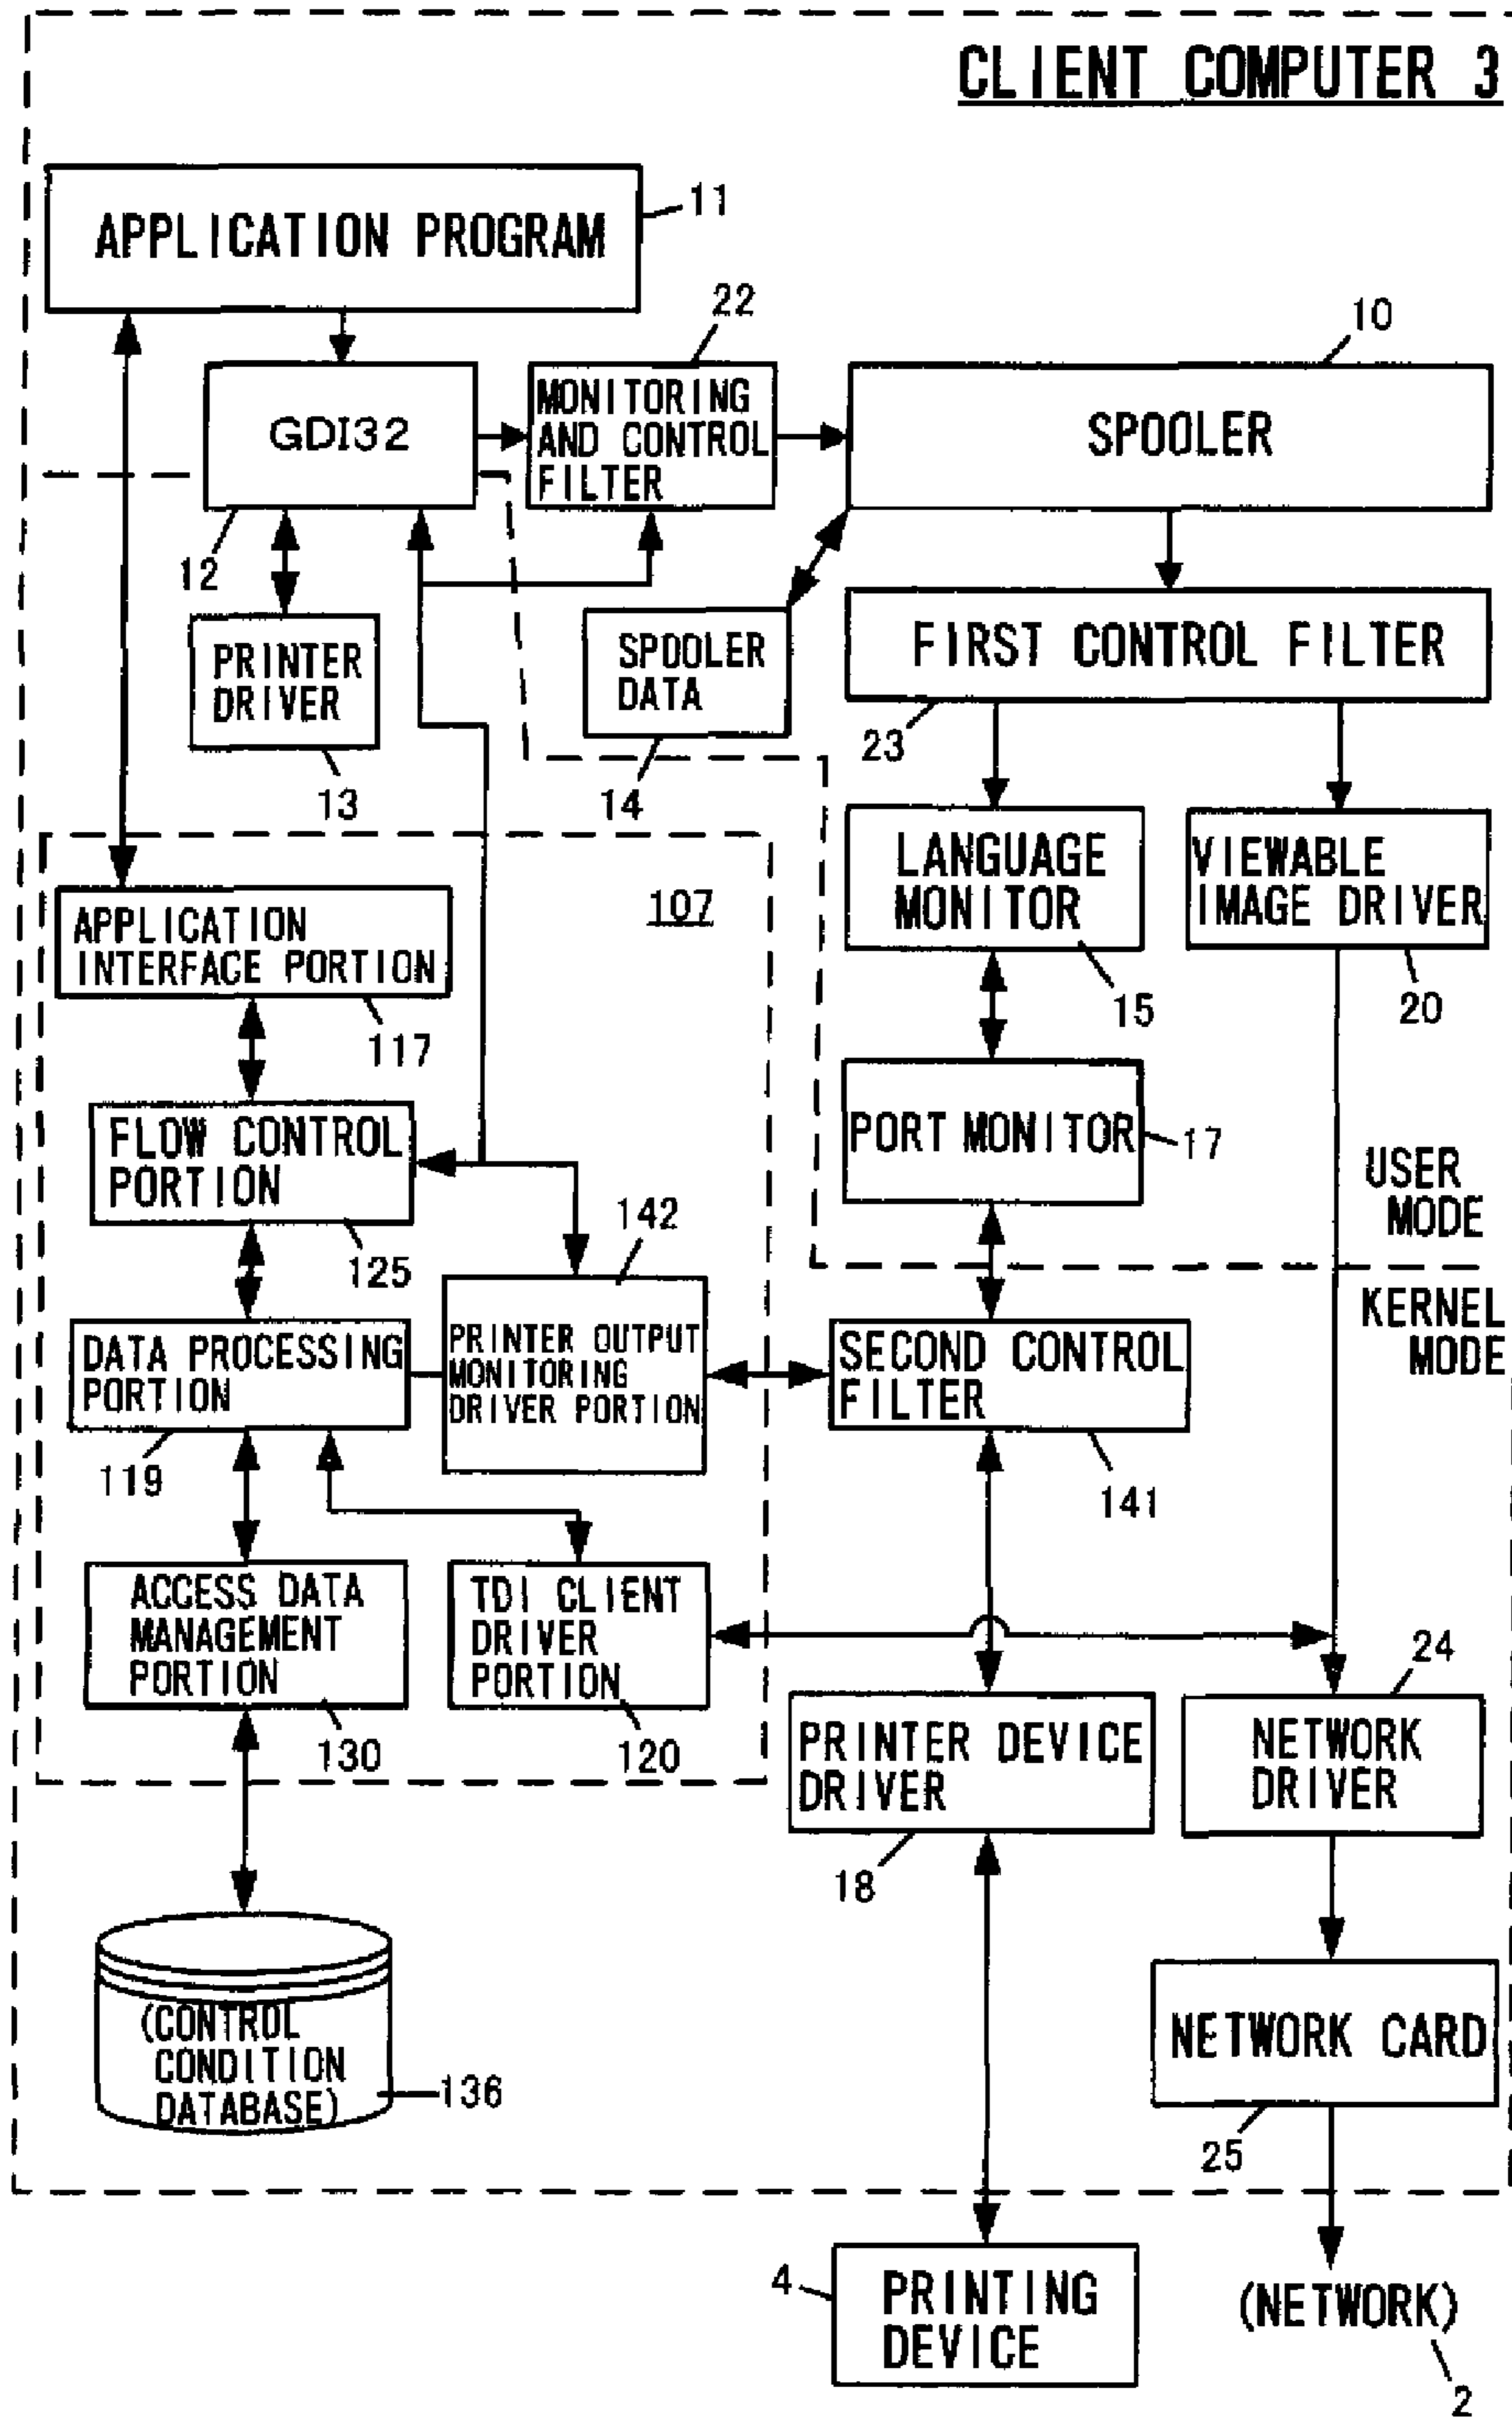 CLIENT COMPUTER 3
APPLICATION PROGRAM
11
22
10
GDI32
MONITORING
AND CONTROL
FILTER
SPOOLER
12
PRINTER
DRIVER
13
SPOOLER
DATA
14
FIRST CONTROL FILTER
23
LANGUAGE
MONITOR
15
VIEWABLE
IMAGE DRIVER
20
107
APPLICATION
INTERFACE PORTION
117
PORT MONITOR
17
FLOW CONTROL
PORTION
125
USER
MODE
142
KERNEL
MODE
DATA PROCESSING
PORTION
119
PRINTER OUTPUT
MONITORING
DRIVER PORTION
SECOND CONTROL
FILTER
141
ACCESS DATA
MANAGEMENT
PORTION
130
TDI CLIENT
DRIVER
PORTION
120
24
PRINTER DEVICE
DRIVER
18
NETWORK
DRIVER
(CONTROL
CONDITION
DATABASE)
136
NETWORK CARD
25
4
PRINTING
DEVICE
(NETWORK)
2